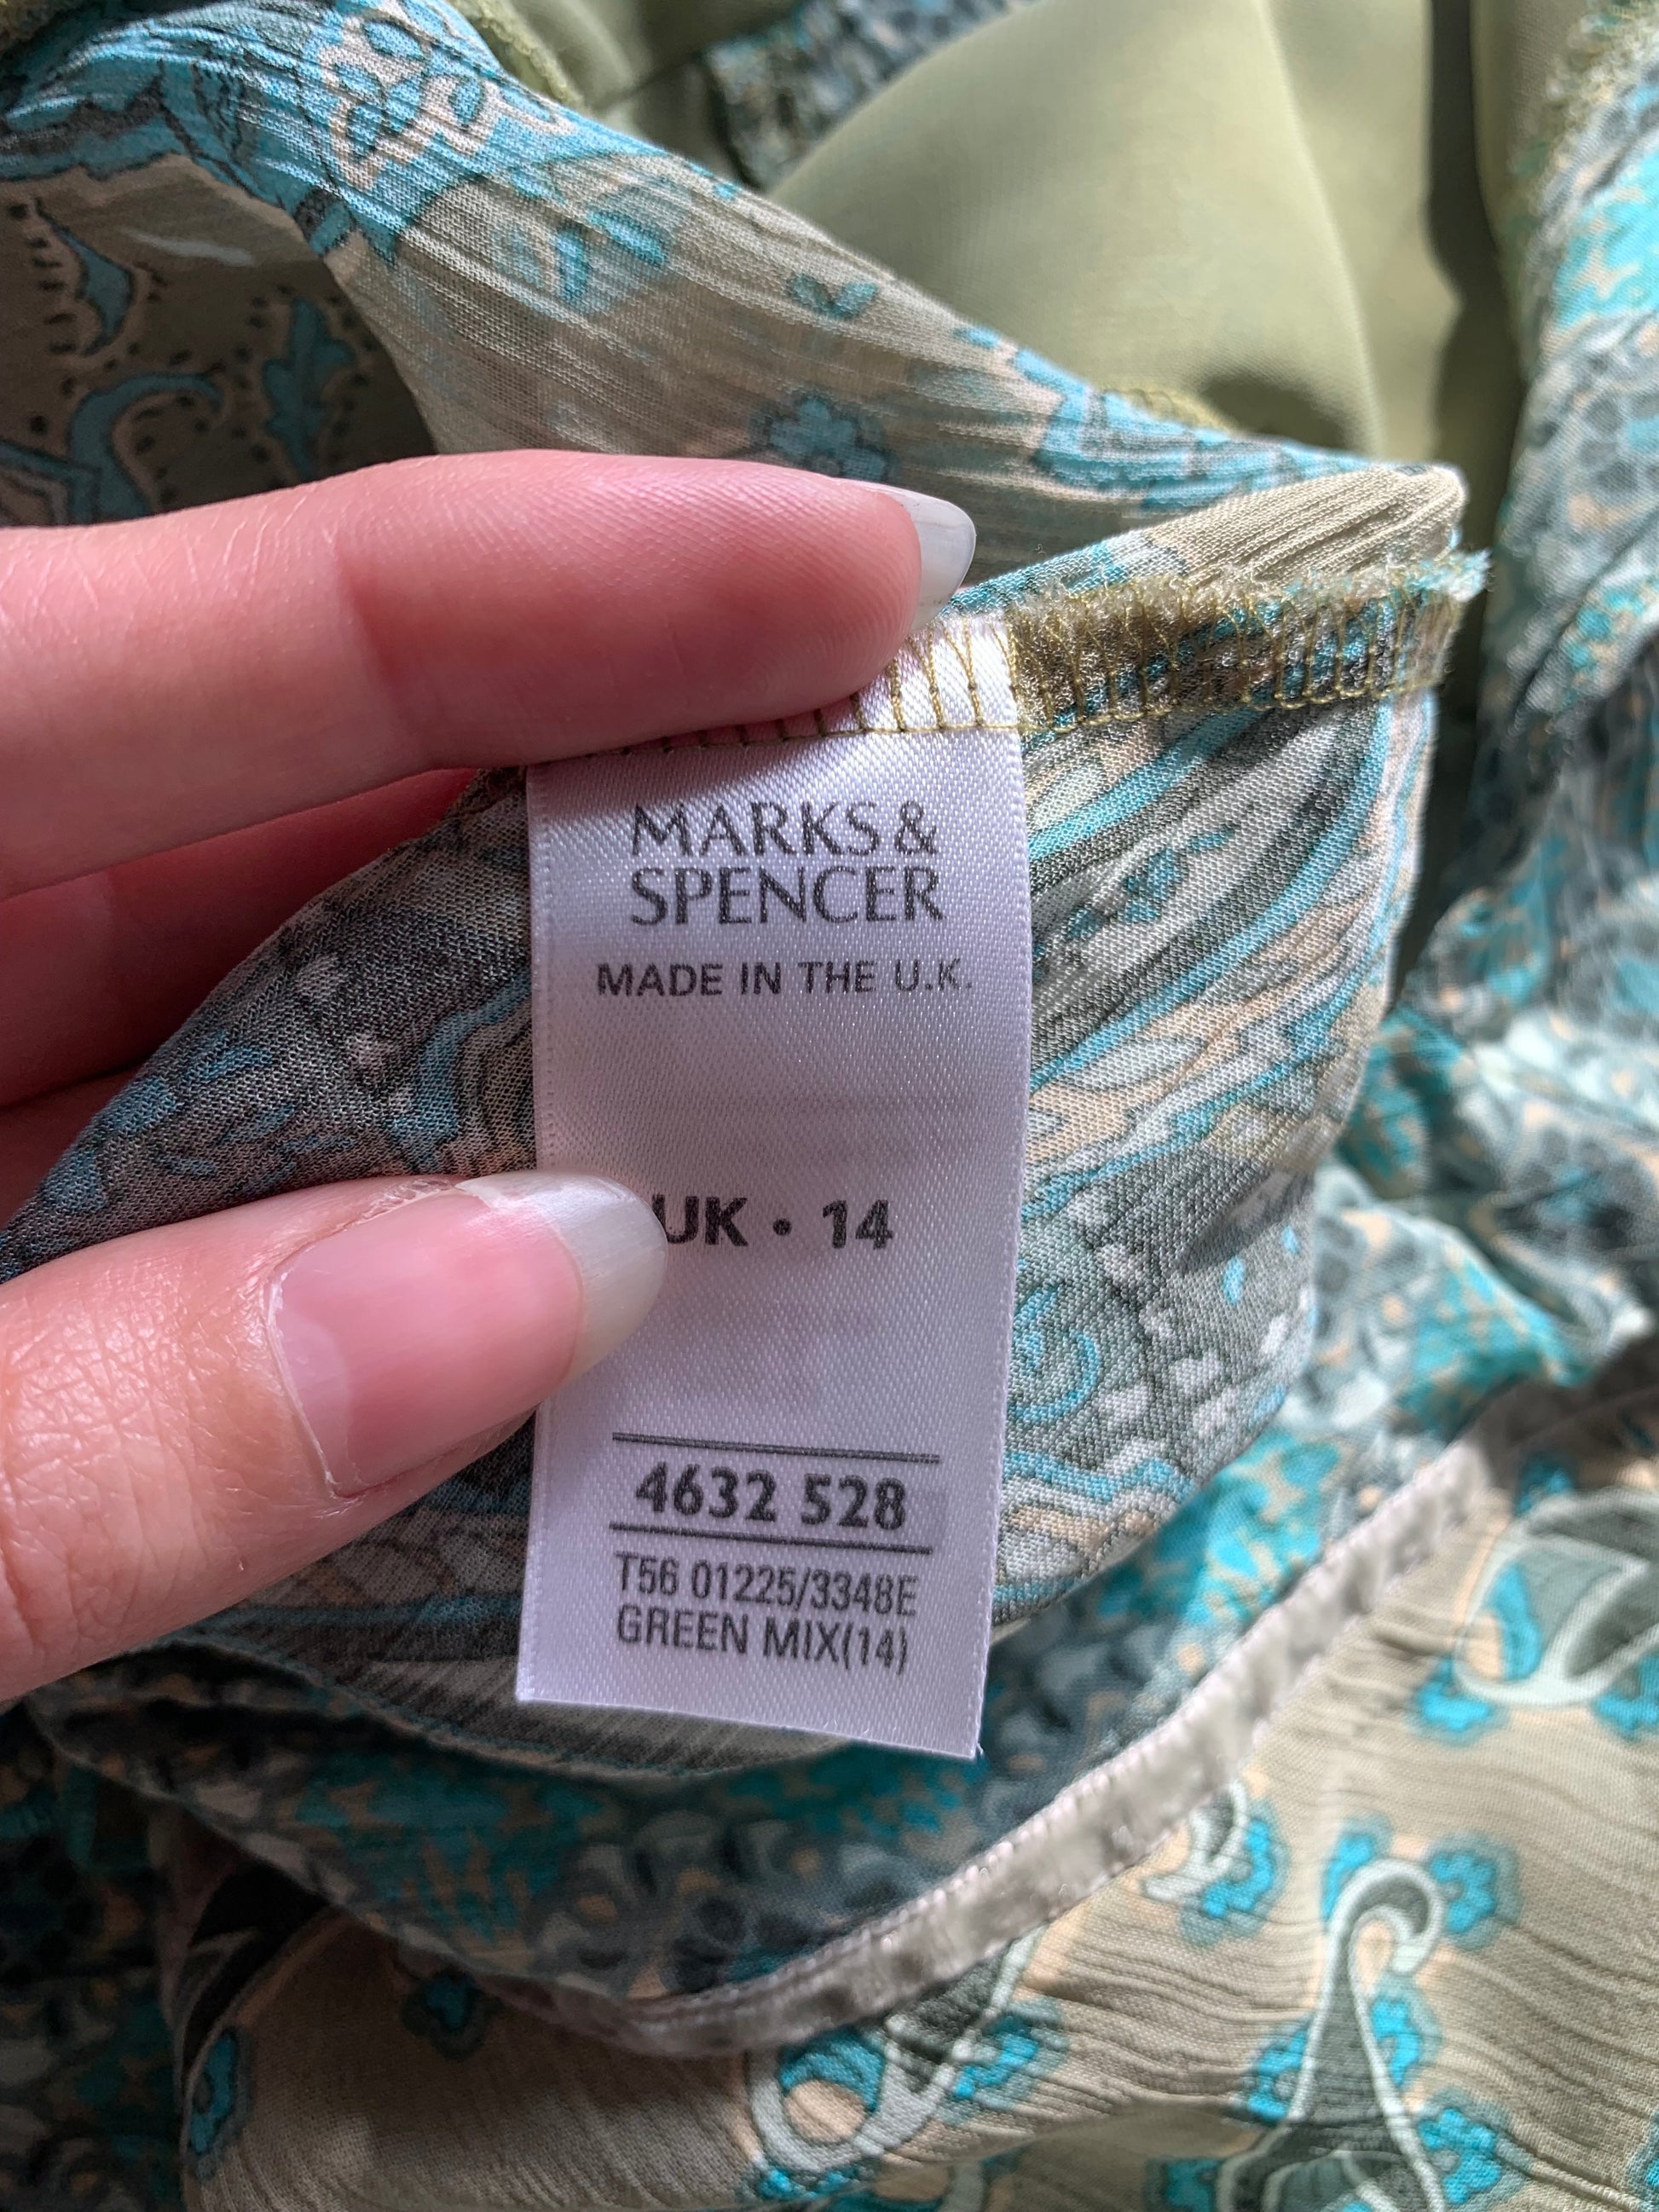 MARKS &
SPENCER
MADE IN THE U.K.
UK • 14
4632 528
T56 01225/3348E
GREEN MIX(14)